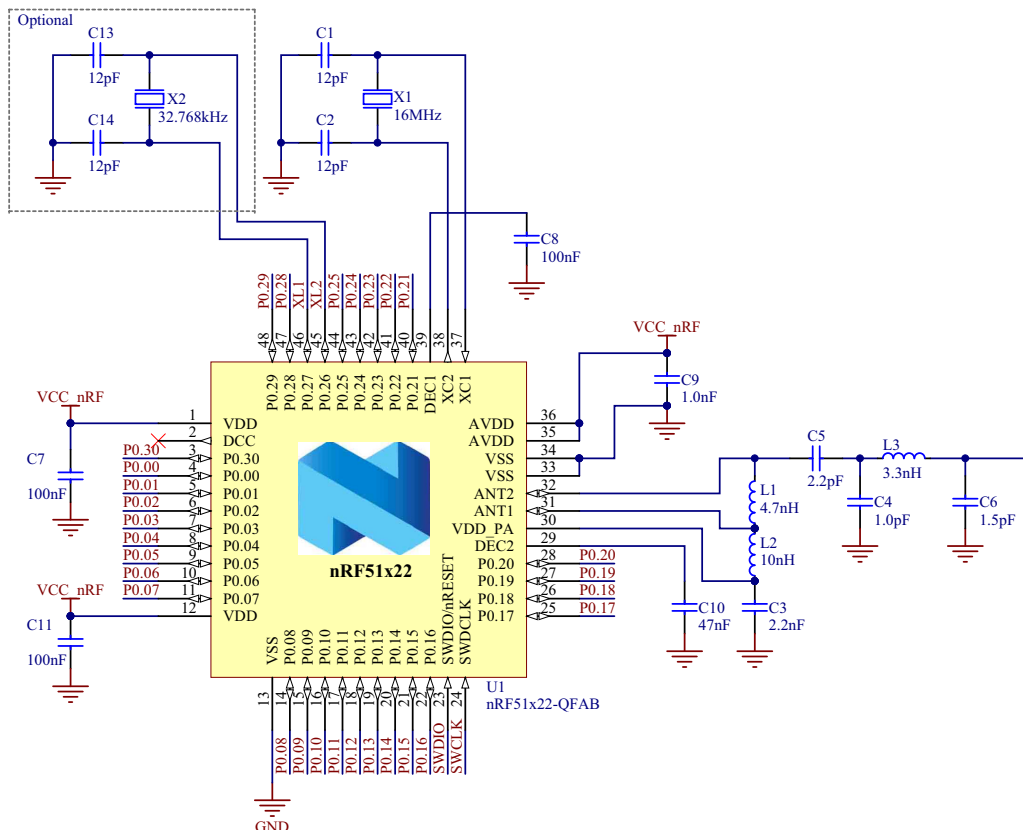 Optional
C13
12pF
X2
32.768kHz
C14
12pF
C1
12pF
X1
16MHz
C2
12pF
C8
100nF
P0.29
P0.28
XL1
XL2
P0.25
P0.24
P0.23
P0.22
P0.21
48
47
46
45
44
43
42
41
40
39
38
37
P0.29
P0.28
P0.27
P0.26
P0.25
P0.24
P0.23
P0.22
P0.21
DEC1
XC2
XC1
VCC_nRF
C9
1.0nF
VCC_nRF
C7
100nF
1 VDD
2 DCC
P0.30 3 P0.30
P0.00 4 P0.00
P0.01 5 P0.01
P0.02 6 P0.02
P0.03 7 P0.03
P0.04 8 P0.04
P0.05 9 P0.05
P0.06 10 P0.06
P0.07 11 P0.07
12 VDD
VCC_nRF
C11
100nF
nRF51x22
AVDD 36
AVDD 35
VSS 34
VSS 33
ANT2 32
ANT1 31
VDD_PA 30
DEC2 29
P0.20 28 P0.20
P0.19 27 P0.19
P0.18 26 P0.18
P0.17 25 P0.17
C5
2.2pF
L3
3.3nH
L1
4.7nH
C4
1.0pF
C6
1.5pF
L2
10nH
C10
47nF
C3
2.2nF
VSS
P0.08
P0.09
P0.10
P0.11
P0.12
P0.13
P0.14
P0.15
P0.16
SWDIO/nRESET
SWDCLK
13
14
15
16
17
18
19
20
21
22
23
24
U1
nRF51x22-QFAB
P0.08
P0.09
P0.10
P0.11
P0.12
P0.13
P0.14
P0.15
P0.16
SWDIO
SWCLK
GND